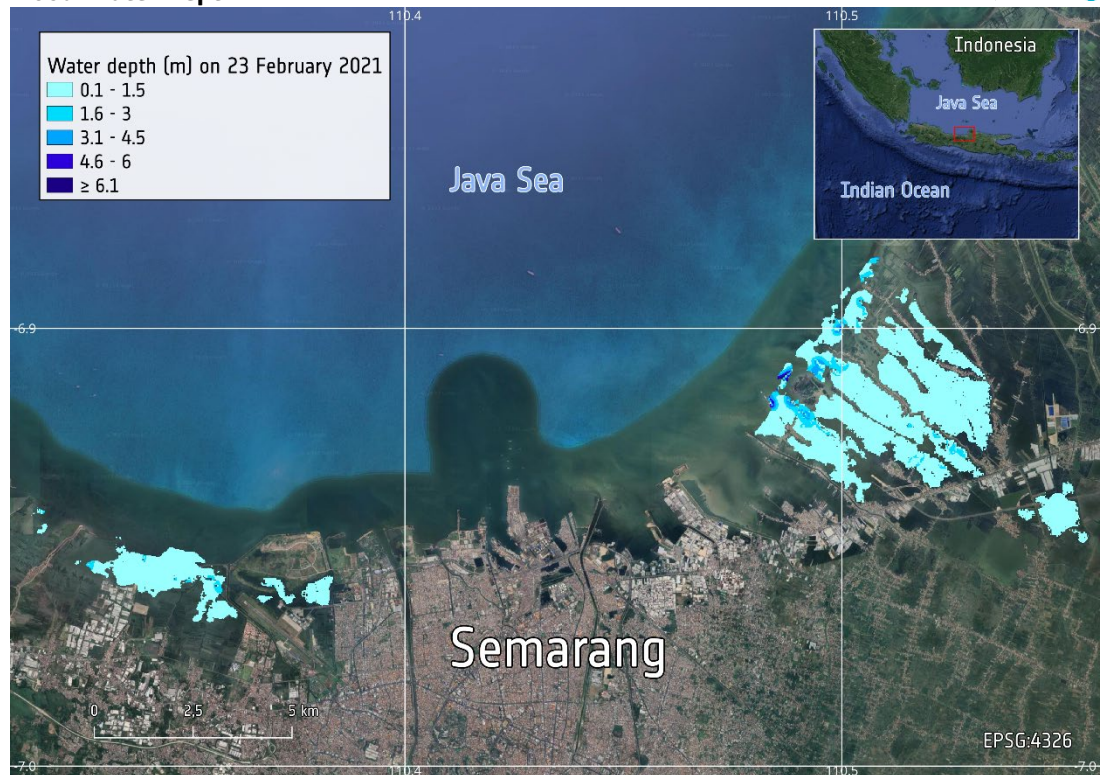 110.4
110.5
Water depth (m) on 23 February 2021
0.1 - 1.5
1.6 - 3
3.1 - 4.5
4.6 - 6
≥ 6.1
Indonesia
Java Sea
Indian Ocean
Java Sea
-6.9
-6.9
Semarang
0 2,5 5 km
EPSG:4326
-7.0
-7.0
110.4
110.5